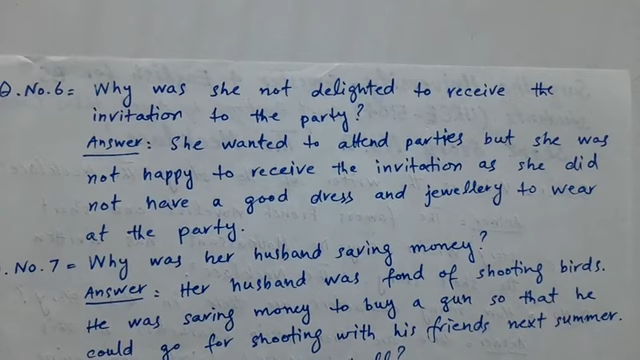 Q.No.6 = Why was she not delighted to receive the
invitation to the party?
Answer: She wanted to attend parties but she was
not happy to receive the invitation as she did
not have a good dress and jewellery to wear
at the party.
.No.7 = Why was her husband saving money?
Answer: Her husband was fond of shooting birds.
He was saving money to buy a gun so that he
could go for shooting with his friends next summer.